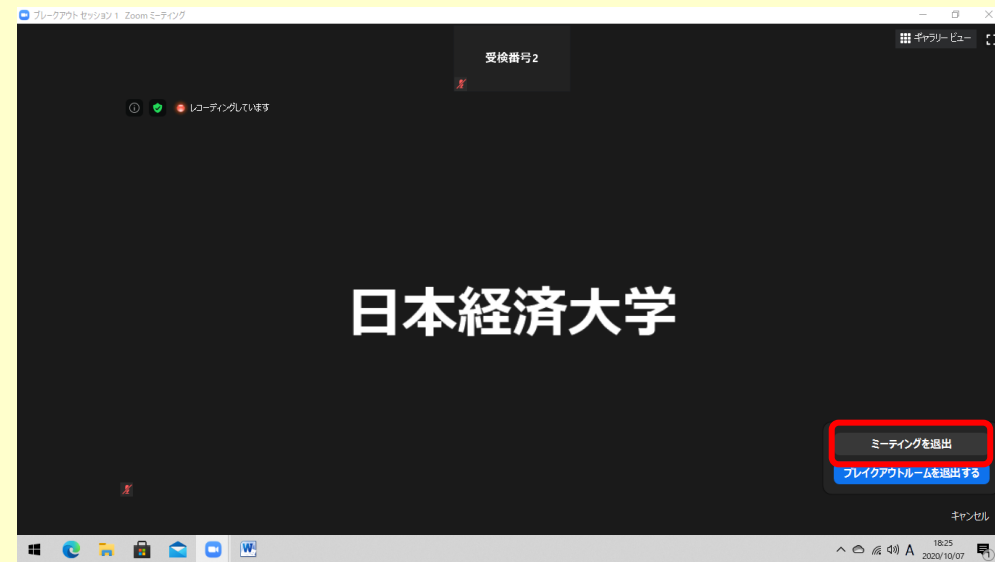 ブレークアウト セッション 1 Zoom ミーティング
ギャラリー ビュー
受検番号2
レコーディングしています
日本経済大学
ミーティングを退出
ブレイクアウトルームを退出する
キャンセル
A
18:25
2020/10/07
1